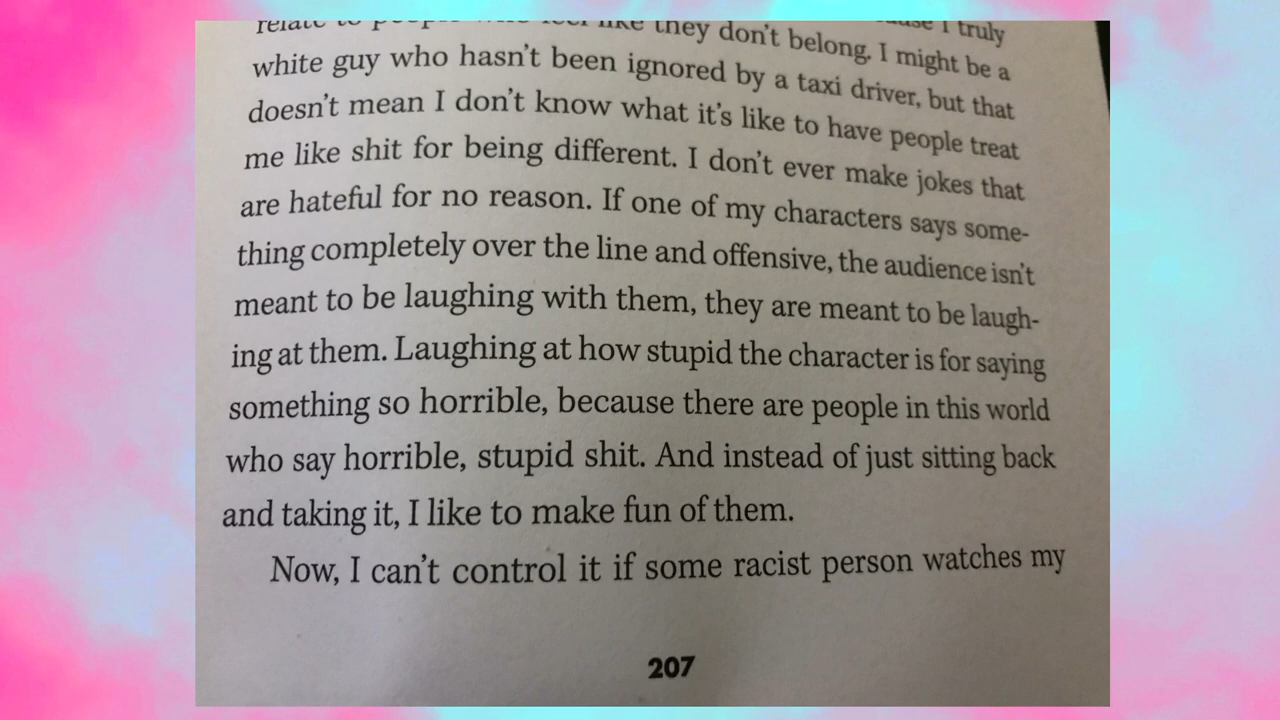 relate to people who feel like they don't belong. I might be a
white guy who hasn't been ignored by a taxi driver, but that
doesn't mean I don't know what it's like to have people treat
me like shit for being different. I don't ever make jokes that
are hateful for no reason. If one of my characters says some-
thing completely over the line and offensive, the audience isn't
meant to be laughing with them, they are meant to be laugh-
ing at them. Laughing at how stupid the character is for saying
something so horrible, because there are people in this world
who say horrible, stupid shit. And instead of just sitting back
and taking it, I like to make fun of them.
Now, I can't control it if some racist person watches my
207